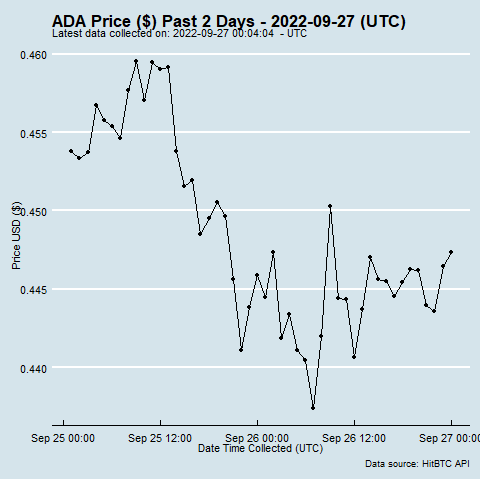 ADA Price ($) Past 2 Days - 2022-09-27 (UTC)
Latest data collected on: 2022-09-27 00:04:04 - UTC
0.460
0.455
0.450
0.445
0.440
Price USD ($)
Sep 25 00:00 Sep 25 12:00 Sep 26 00:00 Sep 26 12:00 Sep 27 00:00
Date Time Collected (UTC)
Data source: HitBTC API